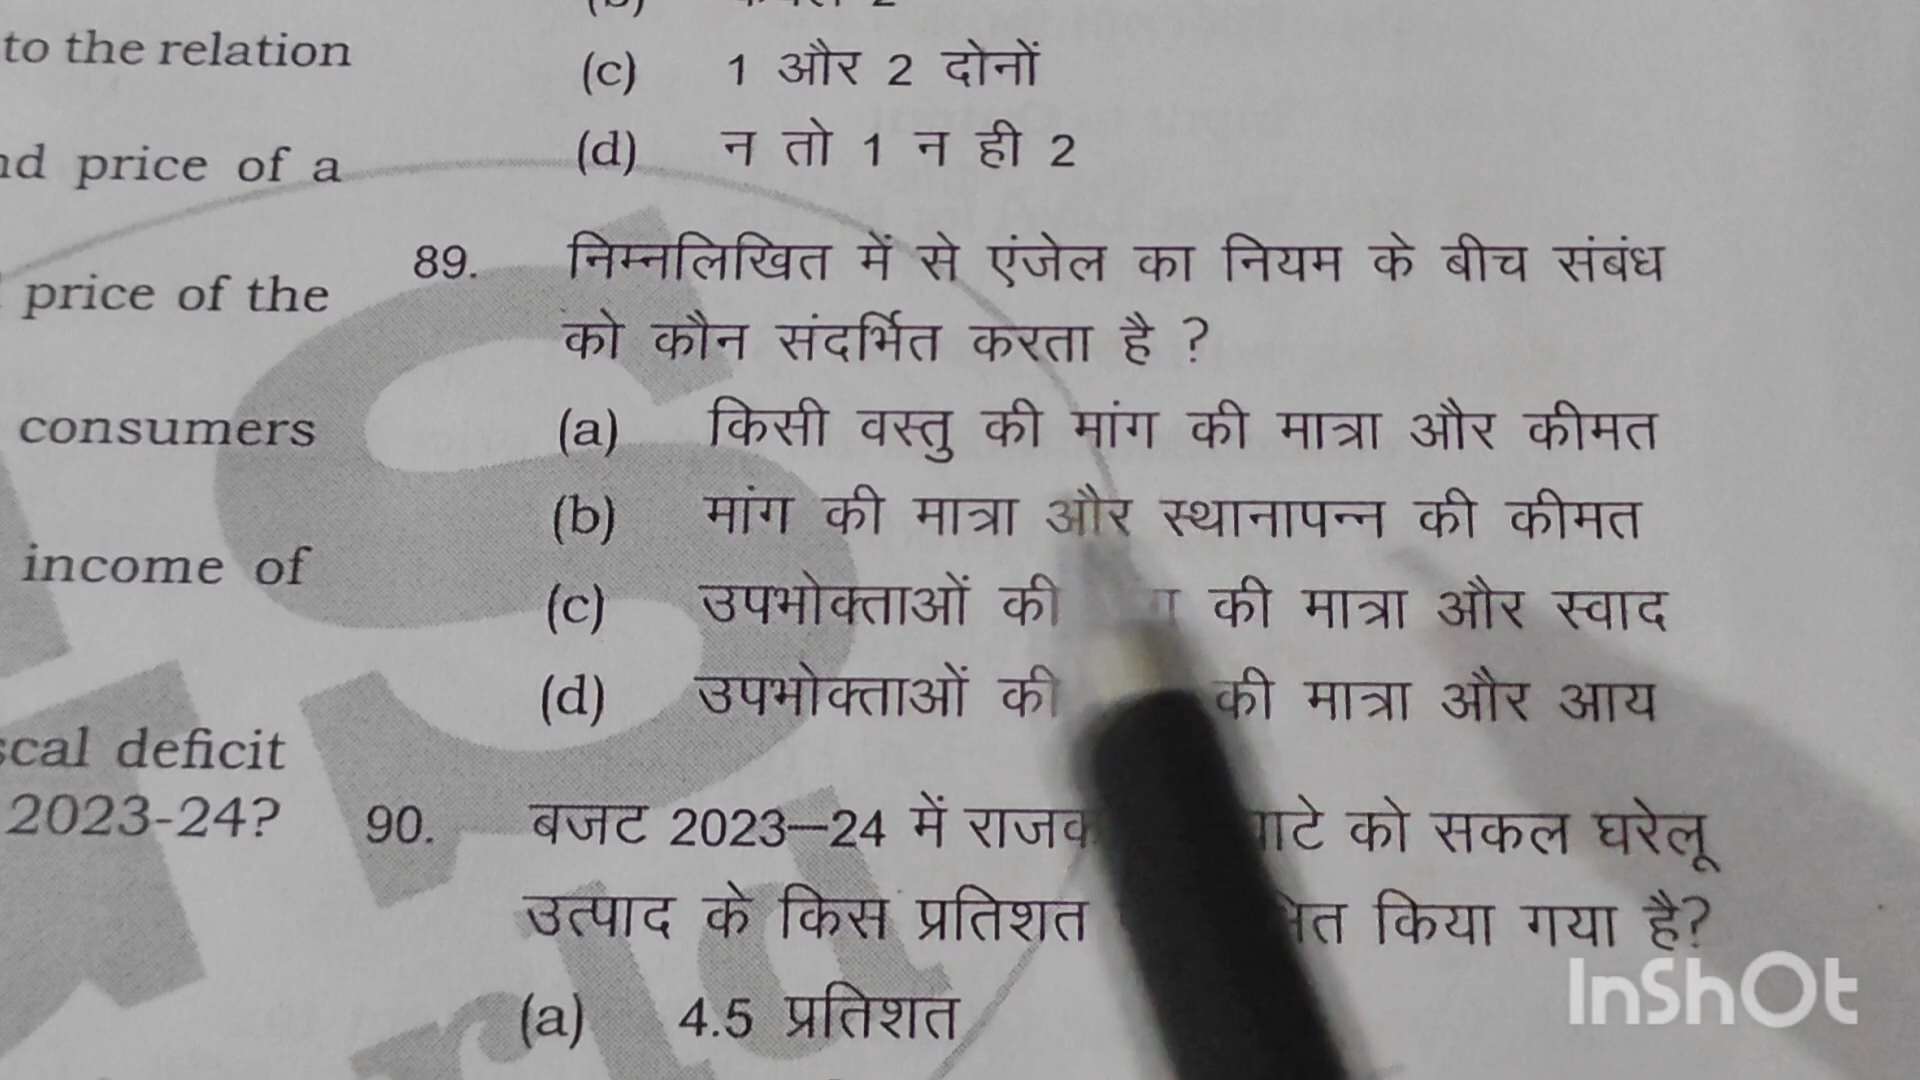 to the relation
nd price of a
price of the
consumers
income of
scal deficit
2023-24?
(c) 1 और 2 दोनों
(d) न तो 1 न ही 2
89. निम्नलिखित में से एंजेल का नियम के बीच संबंध
को कौन संदर्भित करता है ?
(a) किसी वस्तु की मांग की मात्रा और कीमत
(b) मांग की मात्रा और स्थानापन्न की कीमत
(c) उपभोक्ताओं की की मात्रा और स्वाद
(d) उपभोक्ताओं की की मात्रा और आय
90. बजट 2023–24 में को सकल घरेलू
उत्पाद के किस प्रतिशत किया गया है?
(a) 4.5 प्रतिशत
InShOt